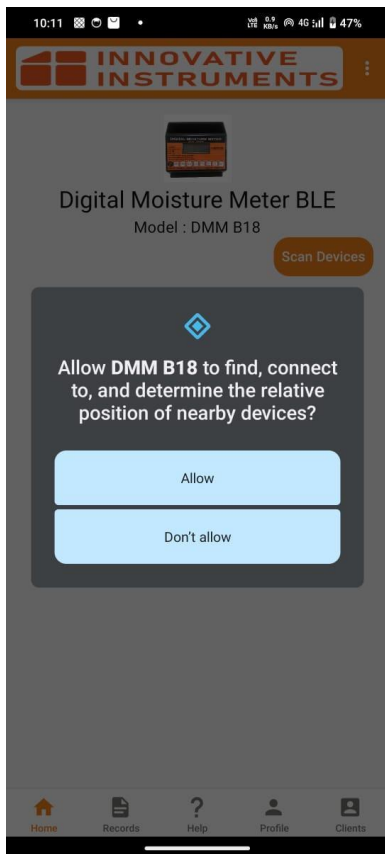 10:11
Vo) LTE 0.9 KB/s 4G 47%
INNOVATIVE
INSTRUMENTS
Digital Moisture Meter BLE
Model : DMM B18
Scan Devices
Allow DMM B18 to find, connect
to, and determine the relative
position of nearby devices?
Allow
Don't allow
Home Records Help Profile Clients